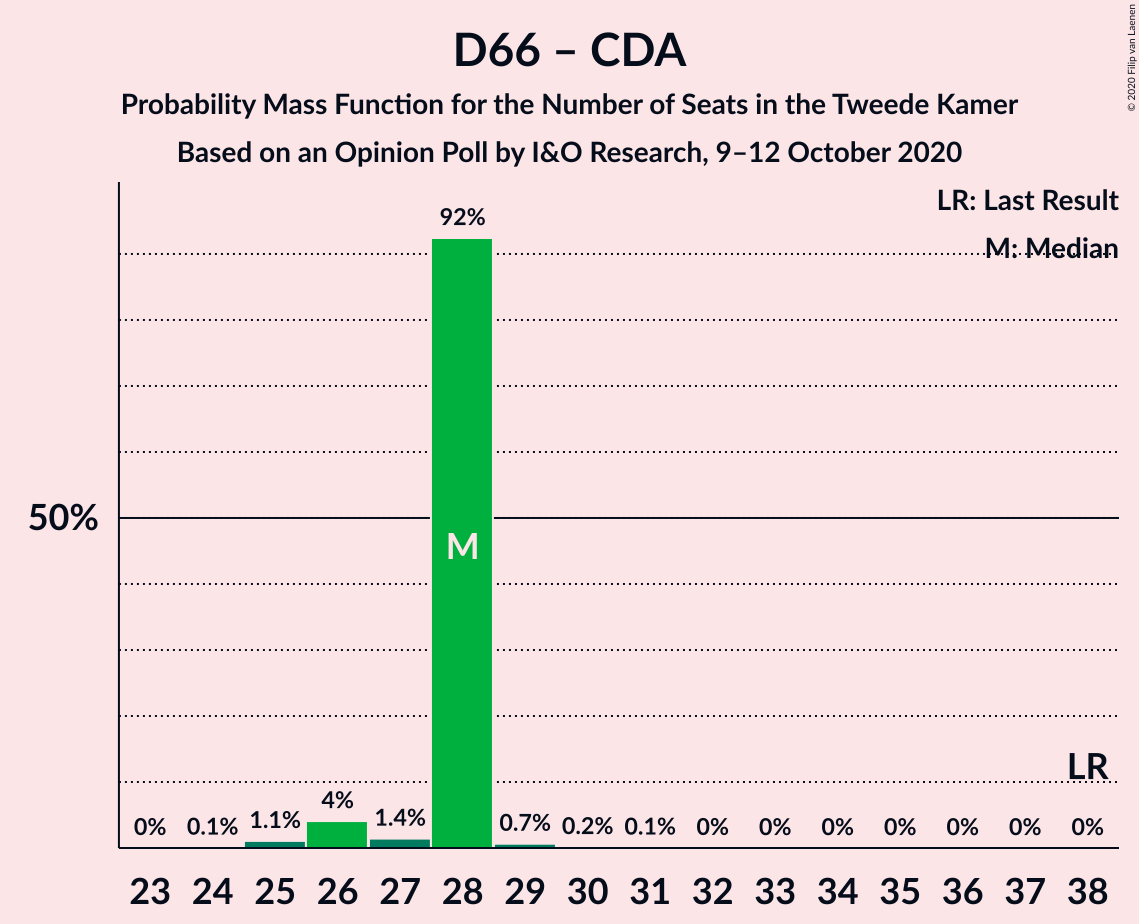 D66 – CDA
Probability Mass Function for the Number of Seats in the Tweede Kamer
Based on an Opinion Poll by I&O Research, 9–12 October 2020
© 2020 Filip van Laenen
LR: Last Result
M: Median
50%
92%
M
LR
0% 0.1% 1.1% 4% 1.4% 0.7% 0.2% 0.1% 0% 0% 0% 0% 0% 0% 0%
23 24 25 26 27 28 29 30 31 32 33 34 35 36 37 38